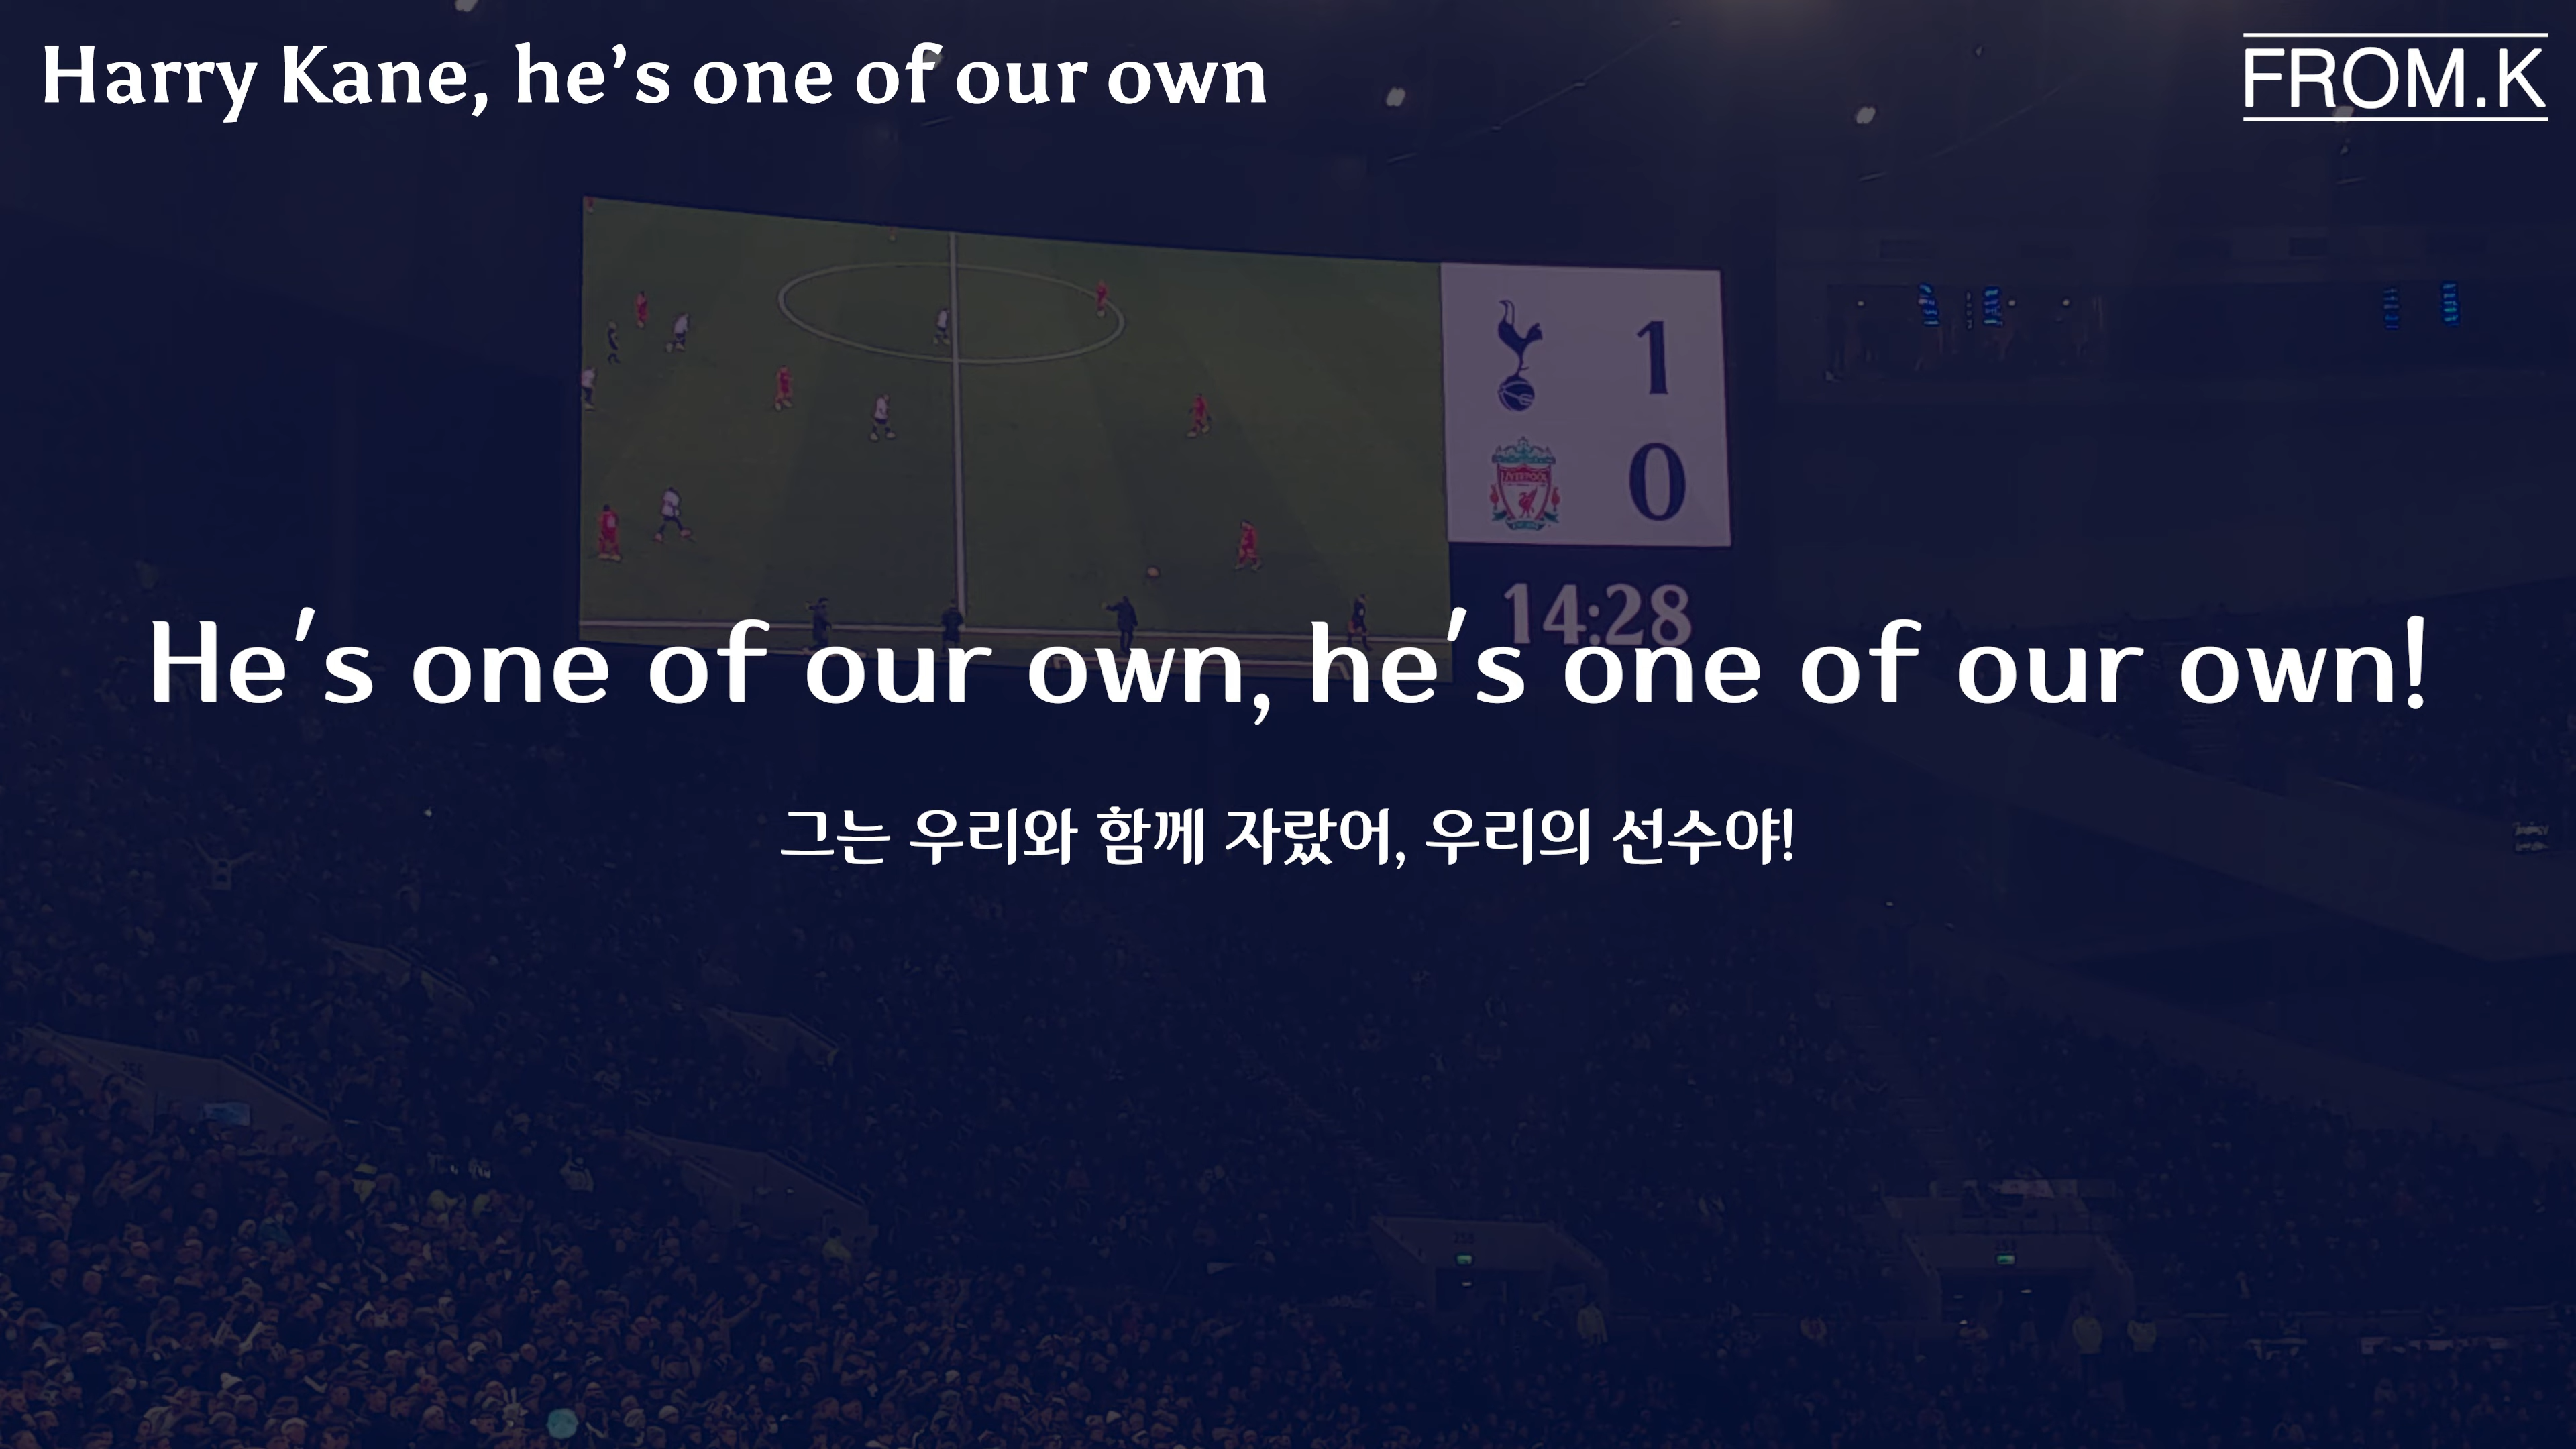 Harry Kane, he’s one of our own
FROM.K
1
LIVERPOOL
0
14:28
He's one of our own, he's one of our own!
그는 우리와 함께 자랐어, 우리의 선수야!